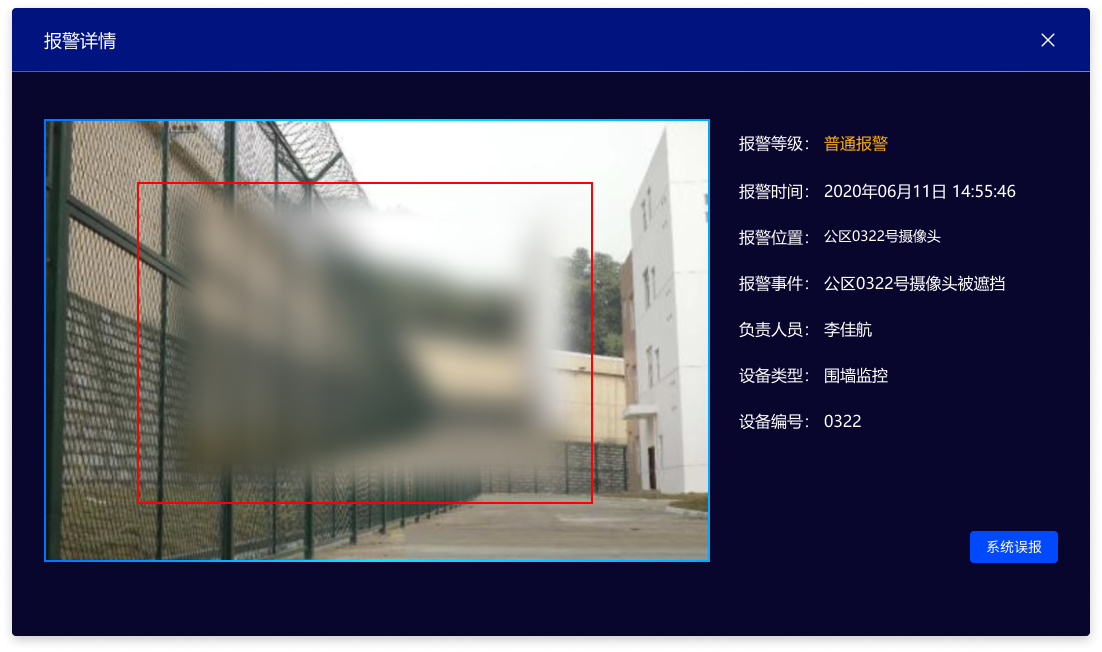 报警详情
报警等级： 普通报警
报警时间： 2020年06月11日 14:55:46
报警位置： 公区0322号摄像头
报警事件： 公区0322号摄像头被遮挡
负责人员： 李佳航
设备类型： 围墙监控
设备编号： 0322
系统误报